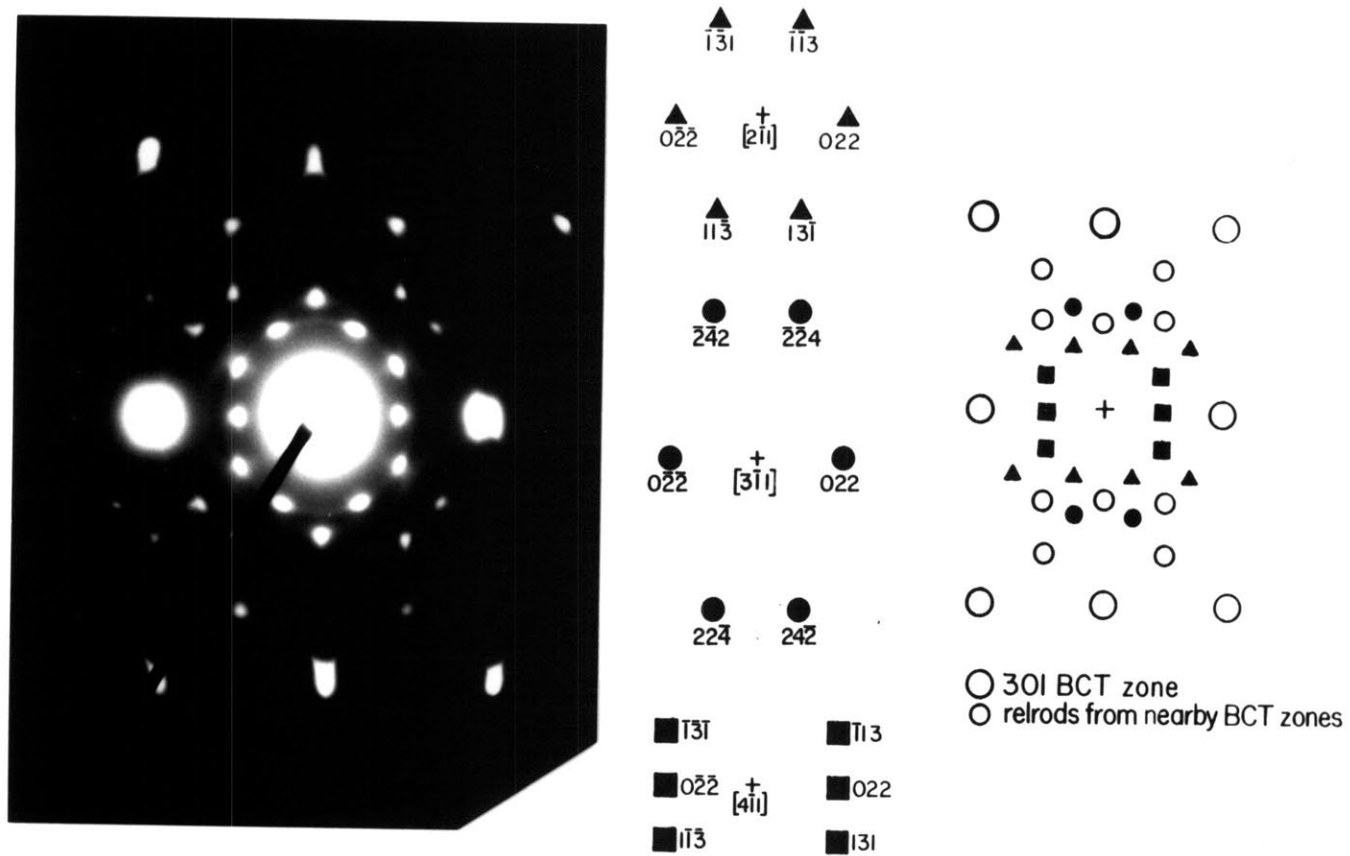 1̄3̄1 1̄1̄3
02̄2̄ [21̄1] 022
113̄ 131̄
2̄4̄2 2̄2̄4
02̄2̄ [31̄1] 022
224̄ 242̄
1̄3̄1̄ 1̄13
02̄2̄ [41̄1] 022
11̄3̄ 131
301 BCT zone
relrods from nearby BCT zones